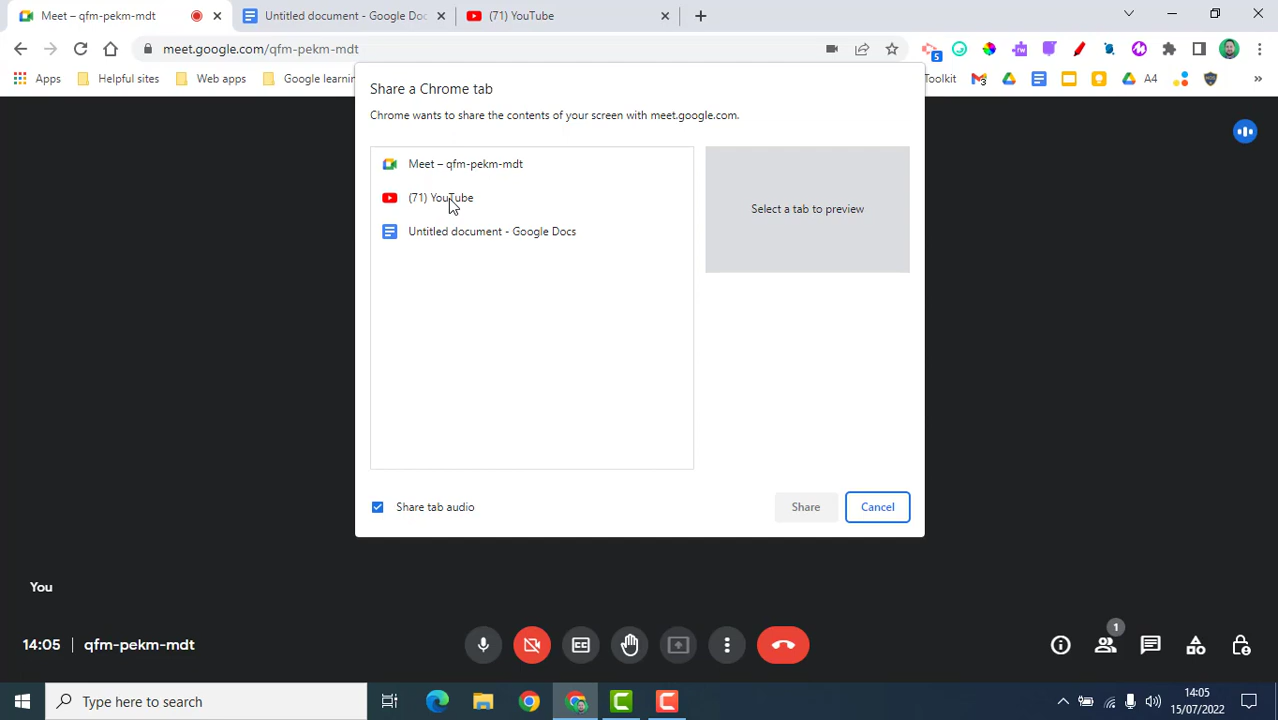 Meet – qfm-pekm-mdt
Untitled document - Google Doc
(71) YouTube
meet.google.com/qfm-pekm-mdt
5
Apps
Helpful sites
Web apps
Google learnin
Toolkit
3
A4
Share a Chrome tab
Chrome wants to share the contents of your screen with meet.google.com.
Meet – qfm-pekm-mdt
(71) YouTube
Untitled document - Google Docs
Select a tab to preview
Share tab audio
Share
Cancel
You
14:05
qfm-pekm-mdt
CC
1
Type here to search
14:05
15/07/2022